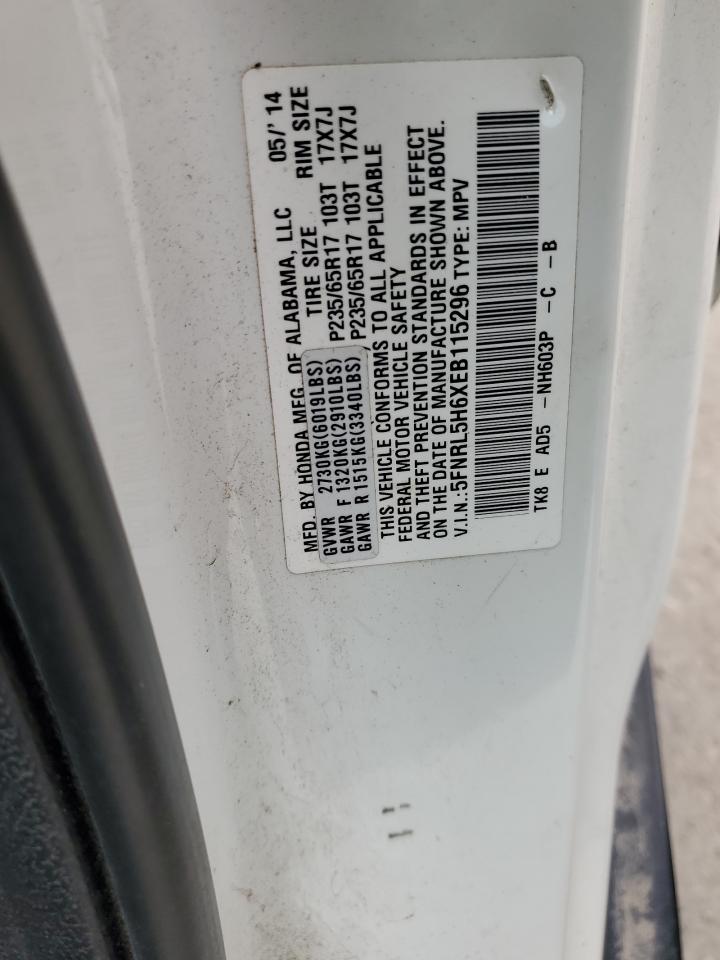 MFD. BY HONDA MFG. OF ALABAMA, LLC 05/'14
TIRE SIZE RIM SIZE
GVWR 2730KG(6019LBS)
GAWR F 1320KG(2910LBS) P235/65R17 103T 17X7J
GAWR R 1515KG(3340LBS) P235/65R17 103T 17X7J
THIS VEHICLE CONFORMS TO ALL APPLICABLE
FEDERAL MOTOR VEHICLE SAFETY
AND THEFT PREVENTION STANDARDS IN EFFECT
ON THE DATE OF MANUFACTURE SHOWN ABOVE.
V.I.N.:5FNRL5H6XEB115296 TYPE: MPV
TK8 E AD5 -NH603P -C -B